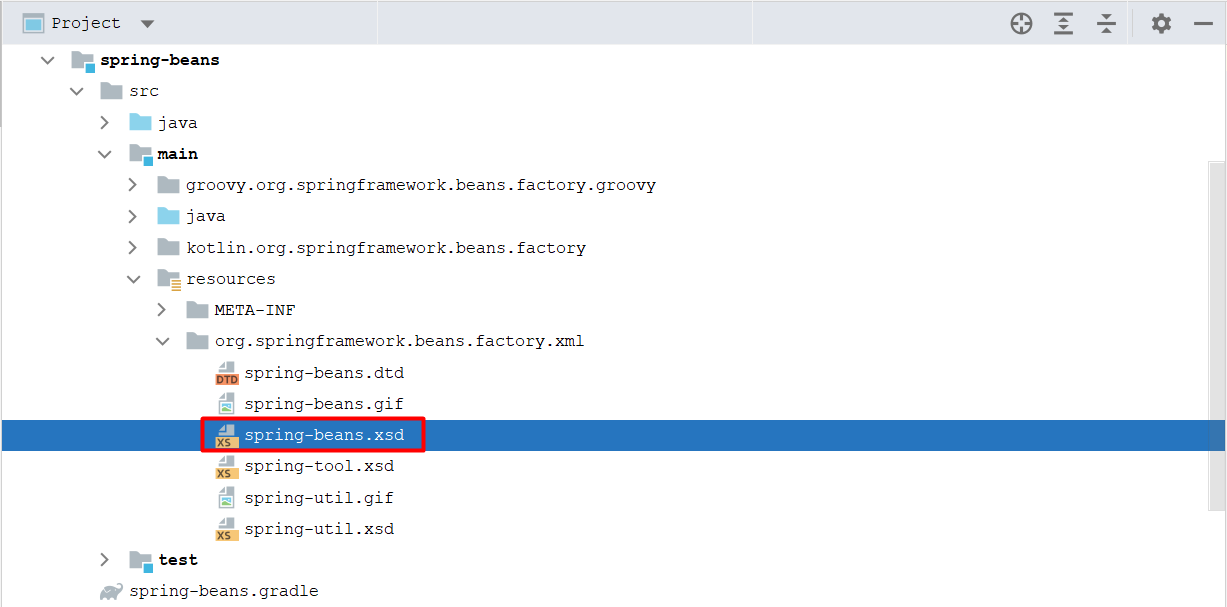 Project
spring-beans
src
java
main
groovy.org.springframework.beans.factory.groovy
java
kotlin.org.springframework.beans.factory
resources
META-INF
org.springframework.beans.factory.xml
DTD spring-beans.dtd
spring-beans.gif
XS spring-beans.xsd
XS spring-tool.xsd
spring-util.gif
XS spring-util.xsd
test
spring-beans.gradle